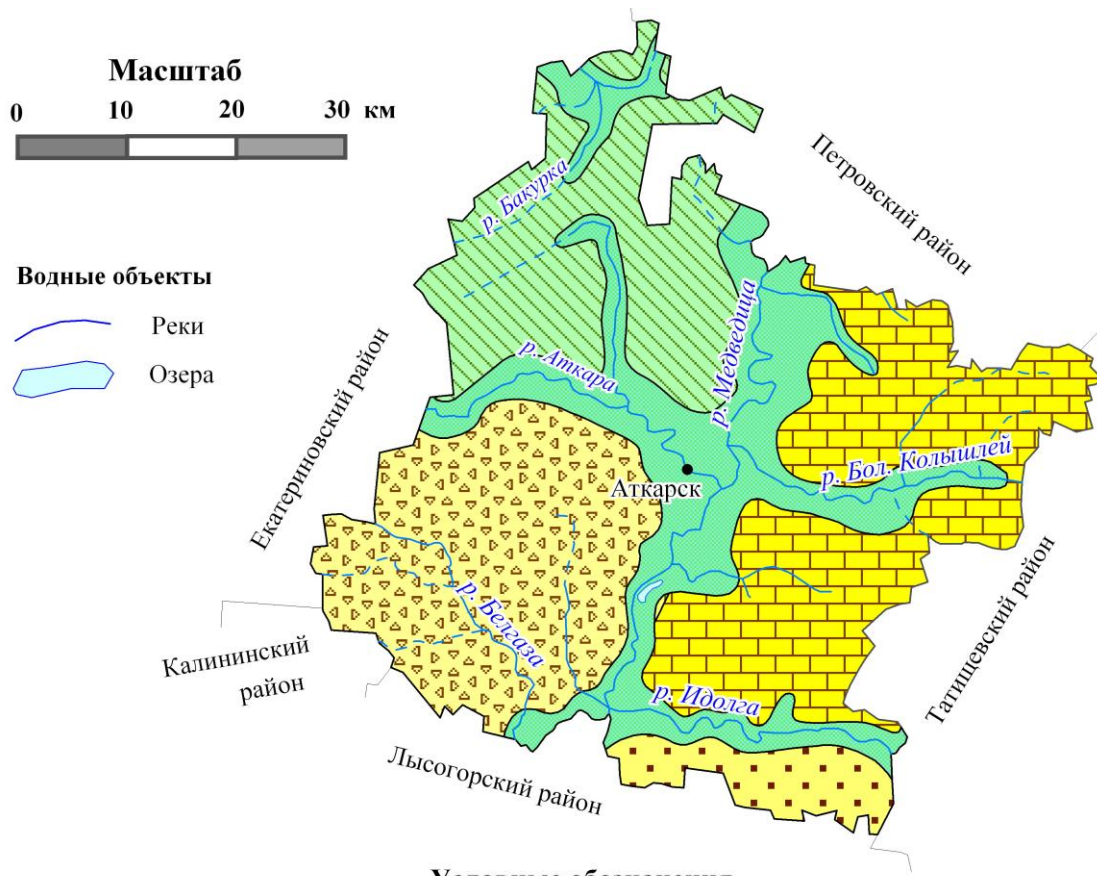 Масштаб
0 10 20 30 км
Водные объекты
Реки
Озера
р. Бакурка
Петровский район
р. Медведица
р. Аткара
Екатериновский район
р. Бол. Колышлей
Аткарск
р. Белгаза
Калининский
район
р. Идолга
Татищевский район
Лысогорский район
Условные обозначения